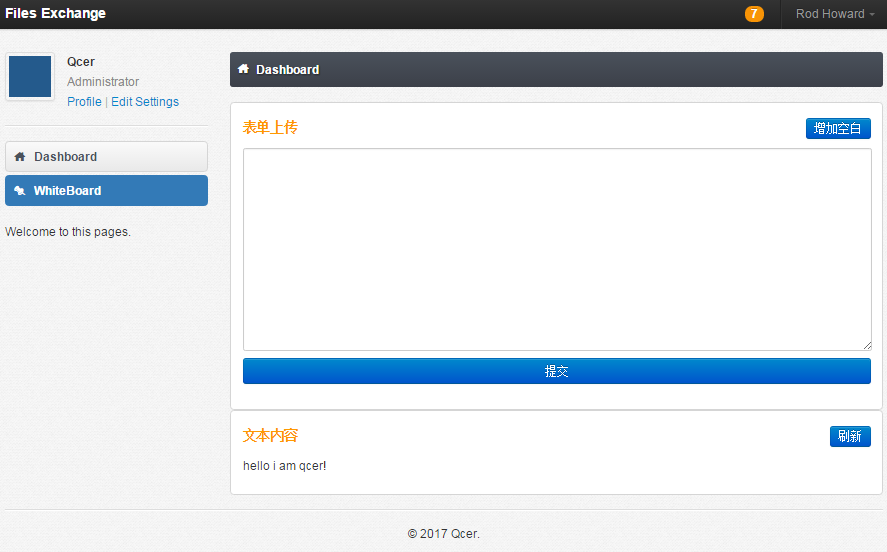 Files Exchange
7
Rod Howard
Qcer
Administrator
Profile | Edit Settings
Dashboard
WhiteBoard
Welcome to this pages.
Dashboard
表单上传
增加空白
提交
文本内容
刷新
hello i am qcer!
© 2017 Qcer.